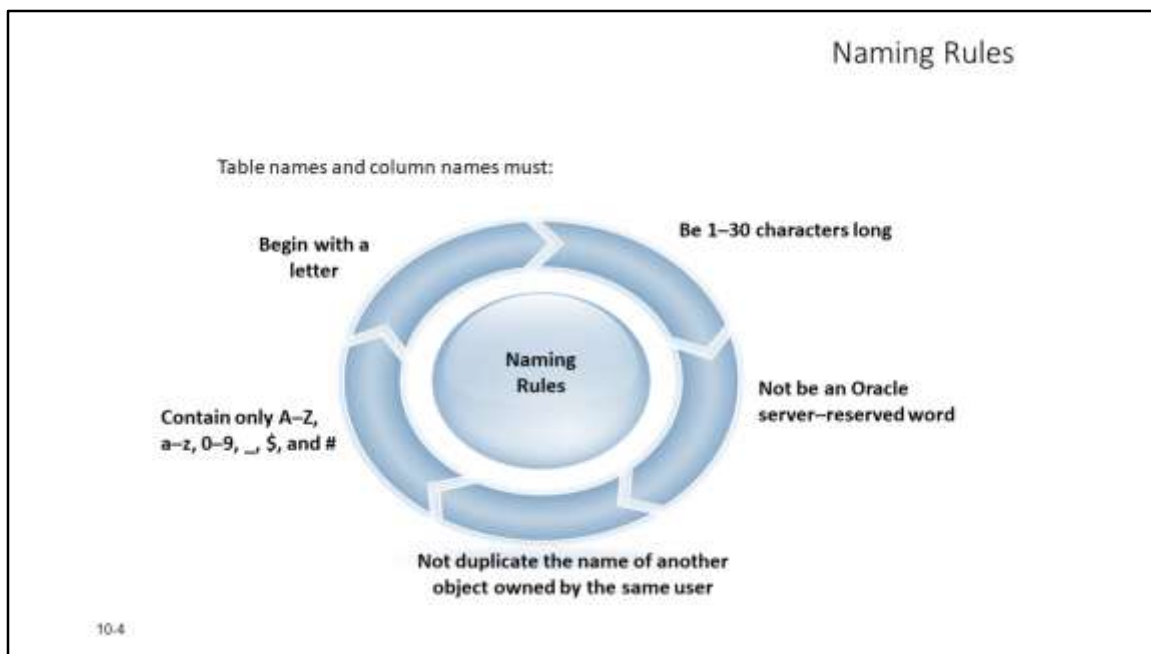 Naming Rules
Table names and column names must:
Be 1–30 characters long
Begin with a
letter
Naming
Rules
Not be an Oracle
server–reserved word
Contain only A–Z,
a–z, 0–9, _, $, and #
Not duplicate the name of another
object owned by the same user
10-4